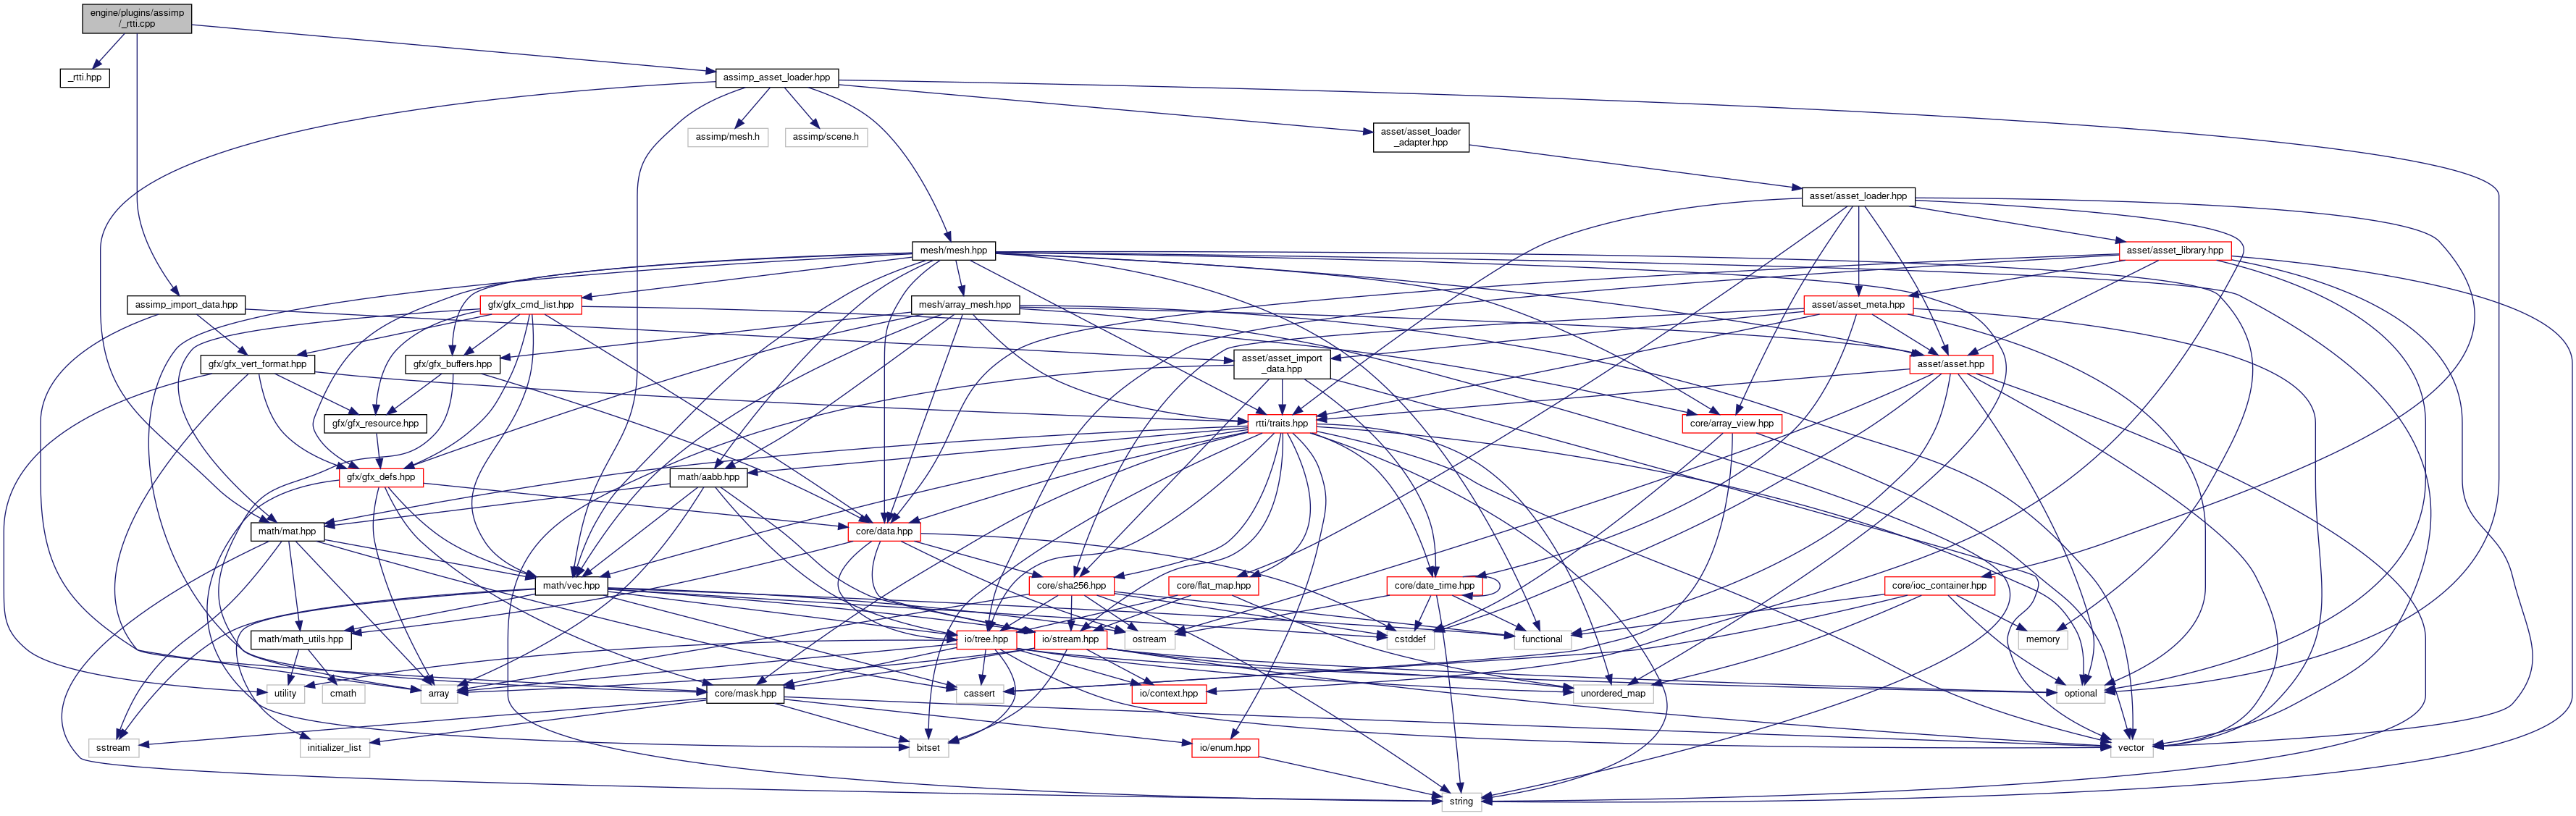 engine/plugins/assimp
/_rtti.cpp
_rtti.hpp
assimp_asset_loader.hpp
assimp/mesh.h
assimp/scene.h
asset/asset_loader
_adapter.hpp
asset/asset_loader.hpp
mesh/mesh.hpp
asset/asset_library.hpp
assimp_import_data.hpp
gfx/gfx_cmd_list.hpp
mesh/array_mesh.hpp
asset/asset_meta.hpp
gfx/gfx_vert_format.hpp
gfx/gfx_buffers.hpp
asset/asset_import
_data.hpp
asset/asset.hpp
gfx/gfx_resource.hpp
rtti/traits.hpp
core/array_view.hpp
gfx/gfx_defs.hpp
math/aabb.hpp
math/mat.hpp
core/data.hpp
math/vec.hpp
core/sha256.hpp
core/flat_map.hpp
core/date_time.hpp
core/ioc_container.hpp
math/math_utils.hpp
io/tree.hpp
io/stream.hpp
ostream
cstddef
functional
memory
utility
cmath
array
core/mask.hpp
cassert
io/context.hpp
unordered_map
optional
sstream
initializer_list
bitset
io/enum.hpp
vector
string